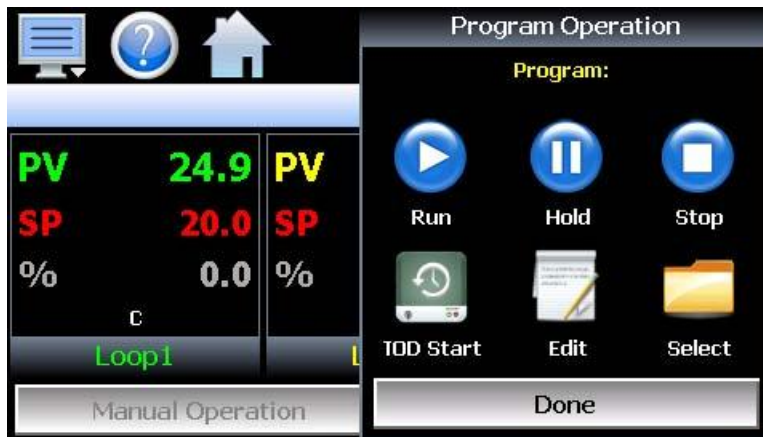 ?
Program Operation
Program:
PV 24.9 PV
SP 20.0 SP
% 0.0 %
C
Loop1
Manual Operation
Run Hold Stop
TOD Start Edit Select
Done